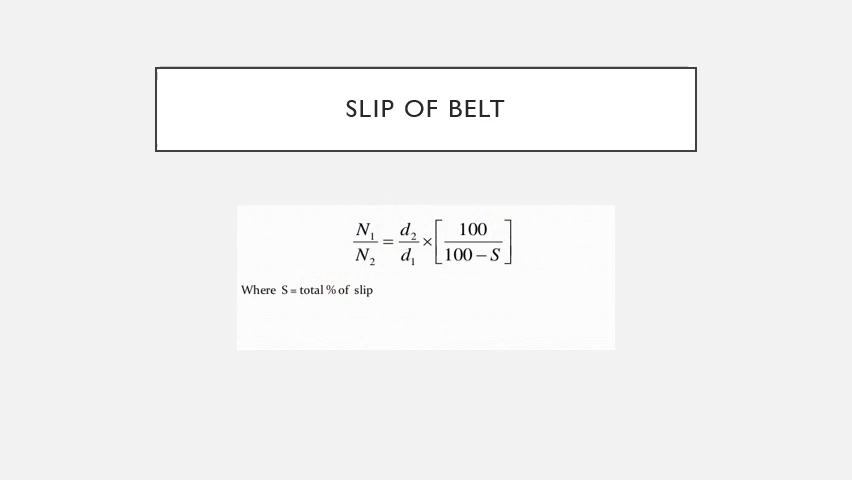 SLIP OF BELT
N₁/N₂ = d₂/d₁ × [100/(100 – S)]
Where S = total % of slip